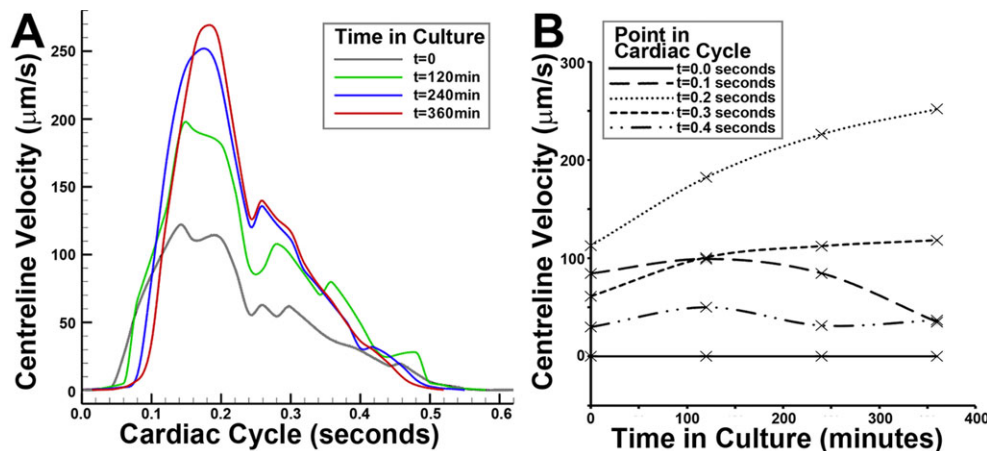 A
Centreline Velocity (μm/s)
250
200
150
100
50
0
0.0 0.1 0.2 0.3 0.4 0.5 0.6
Cardiac Cycle (seconds)
Time in Culture
t=0
t=120min
t=240min
t=360min
B
Centreline Velocity (μm/s)
300
200
100
0
0 100 200 300 400
Time in Culture (minutes)
Point in
Cardiac Cycle
t=0.0 seconds
t=0.1 seconds
t=0.2 seconds
t=0.3 seconds
t=0.4 seconds